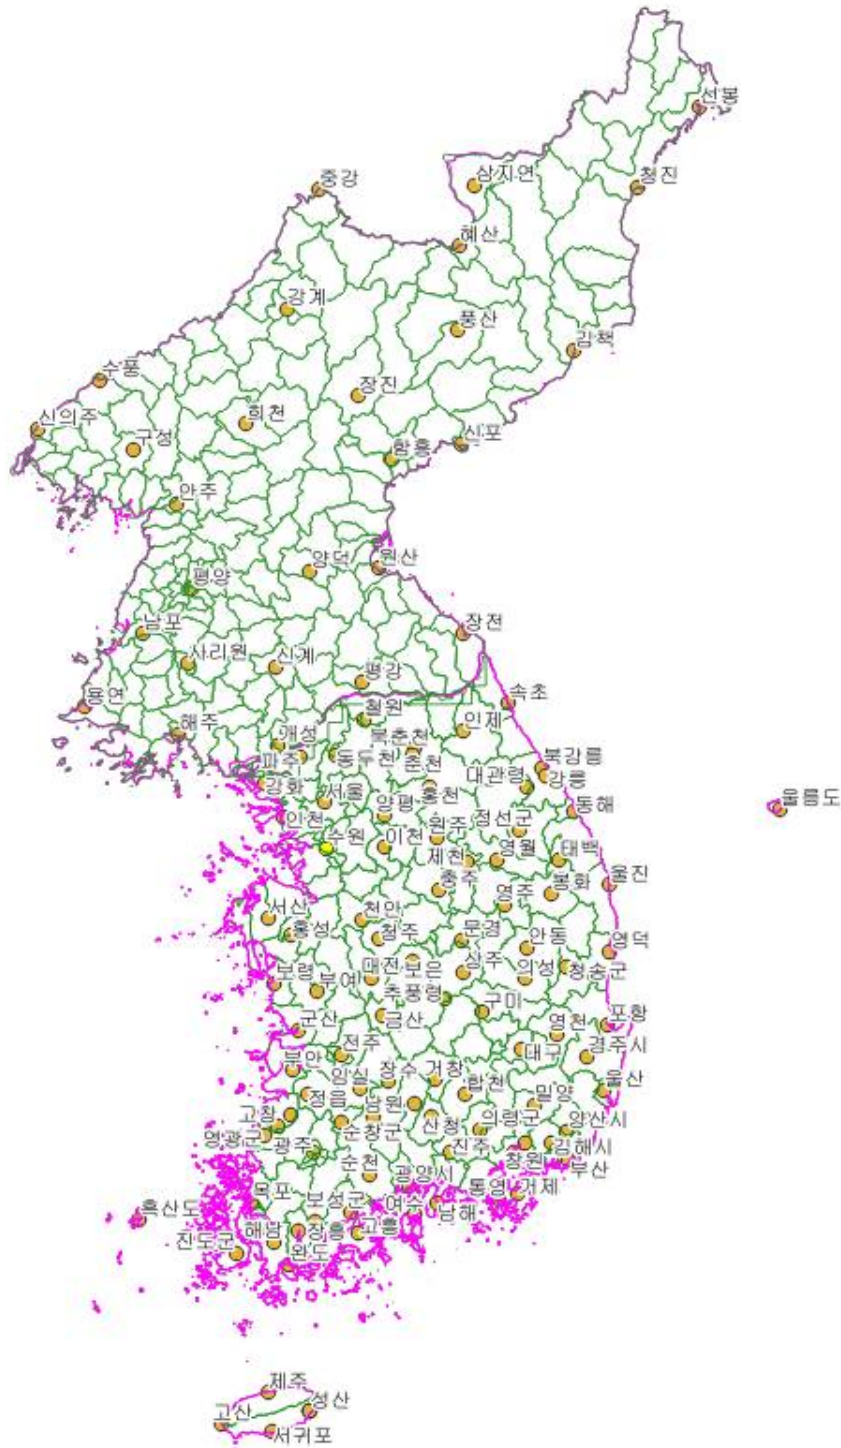 선봉
삼지연
청진
중강
혜산
강계
풍산
김책
수풍
장진
신의주
희천
구성
신포
함흥
안주
양덕
원산
평양
남포
장전
사리원
신계
평강
용연
속초
철원
인제
해주
개성
북춘천
파주
동두천
춘천
북강릉
대관령
강릉
강화
서울
양평
홍천
울릉도
동해
인천
정선군
수원
이천
원주
제천
영월
태백
충주
울진
영주
봉화
서산
천안
홍성
청주
문경
안동
영덕
보령
부여
대전
보은
상주
의성
청송군
추풍령
구미
군산
금산
영천
포항
전주
대구
경주시
부안
임실
장수
거창
합천
울산
정읍
남원
밀양
고창
산청
의령군
양산시
영광군
광주
순창군
진주
창원
김해시
순천
광양시
부산
목포
보성군
여수
통영
거제
흑산도
남해
해남
장흥
고흥
진도군
완도
제주
고산
성산
서귀포